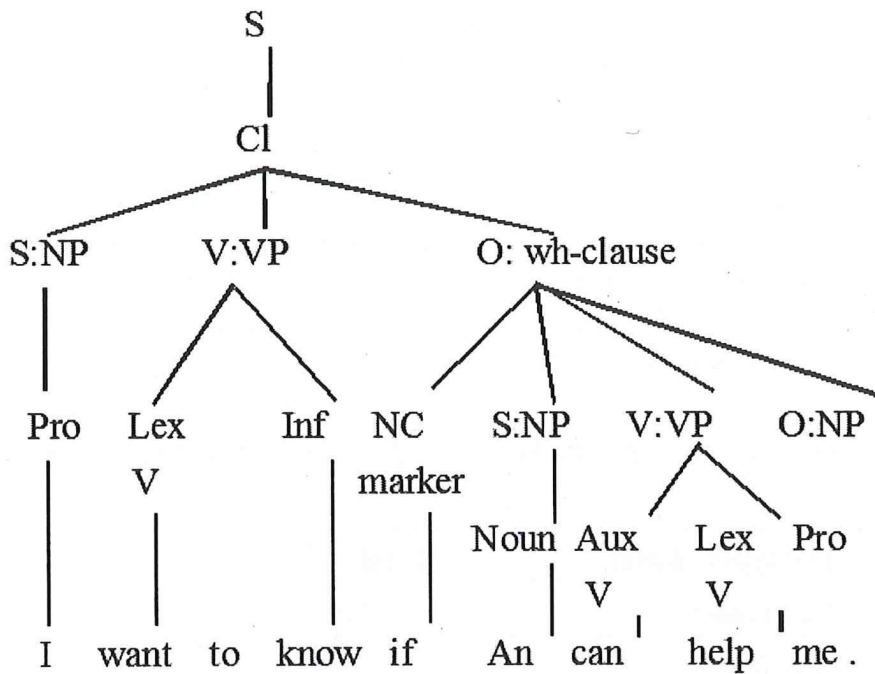 S
Cl
S:NP V:VP O: wh-clause
Pro Lex Inf NC S:NP V:VP O:NP
V marker
Noun Aux Lex Pro
V V
I want to know if An can help me .